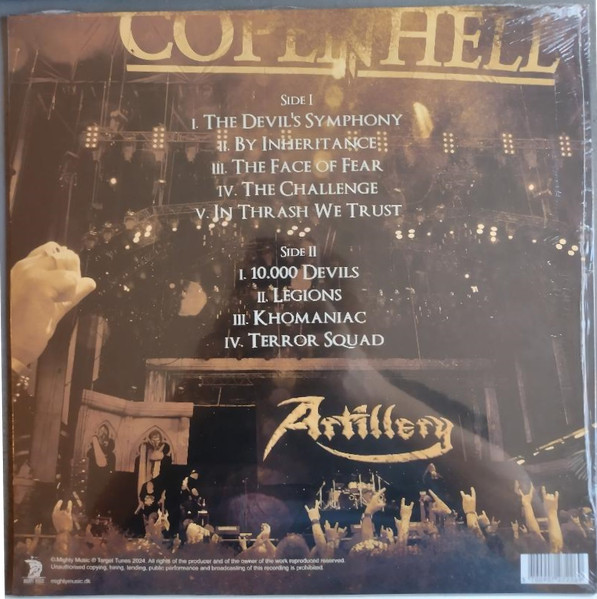 COPENHELL
SIDE I
I. THE DEVIL'S SYMPHONY
II. BY INHERITANCE
III. THE FACE OF FEAR
IV. THE CHALLENGE
V. IN THRASH WE TRUST
SIDE II
I. 10.000 DEVILS
II. LEGIONS
III. KHOMANIAC
IV. TERROR SQUAD
Artillery
©Mighty Music ℗ Target Tunes 2024. All rights of the producer and of the owner of the work reproduced reserved.
Unauthorised copying, hiring, lending, public performance and broadcasting of this recording is prohibited.
mightymusic.dk